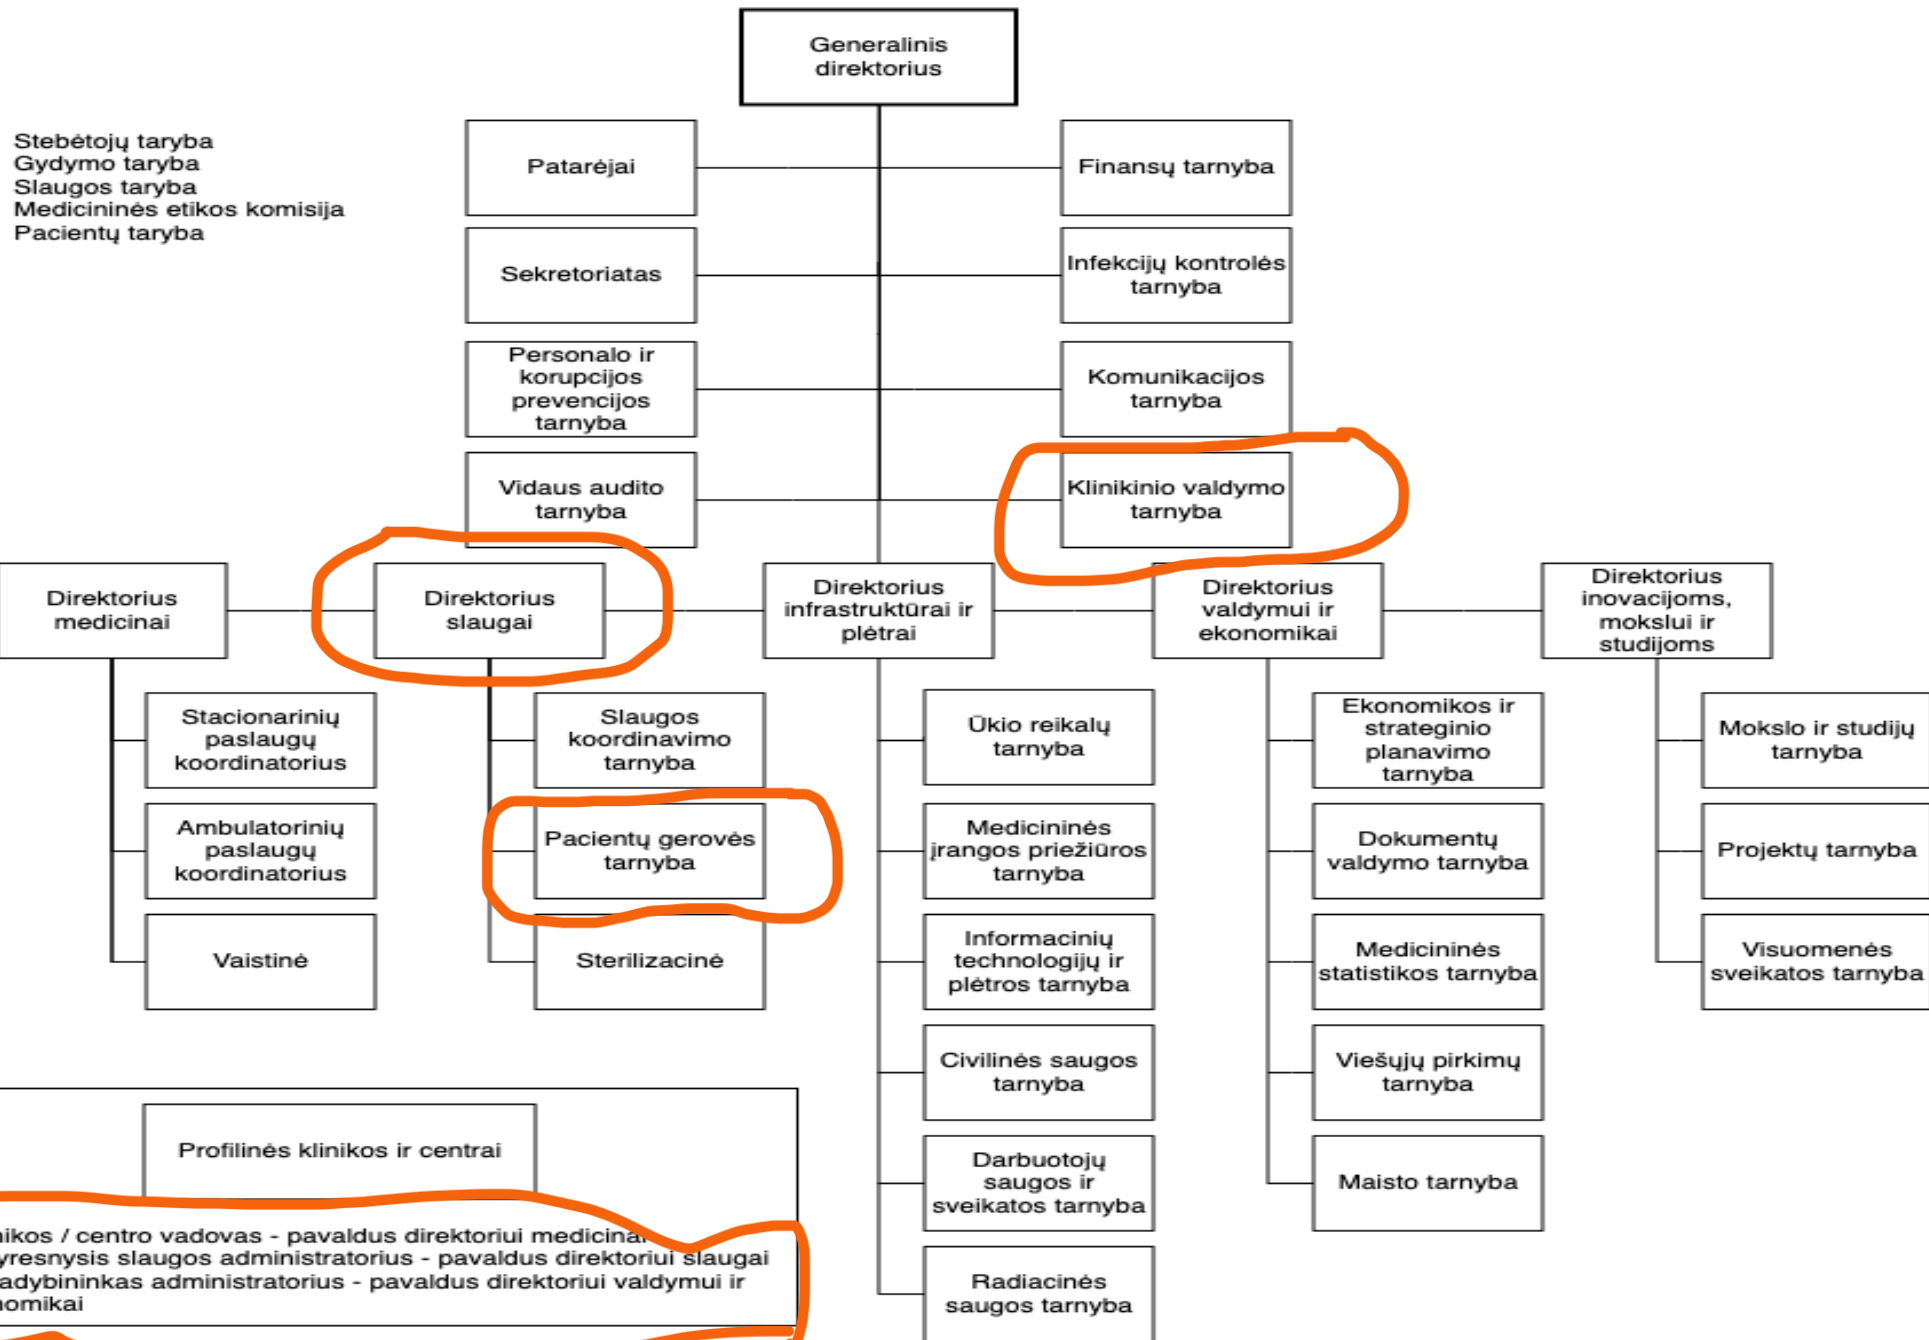 Generalinis
direktorius
Stebėtojų taryba
Gydymo taryba
Slaugos taryba
Medicininės etikos komisija
Pacientų taryba
Patarėjai
Finansų tarnyba
Sekretoriatas
Infekcijų kontrolės
tarnyba
Personalo ir
korupcijos
prevencijos
tarnyba
Komunikacijos
tarnyba
Vidaus audito
tarnyba
Klinikinio valdymo
tarnyba
Direktorius
medicinai
Direktorius
slaugai
Direktorius
infrastruktūrai ir
plėtrai
Direktorius
valdymui ir
ekonomikai
Direktorius
inovacijoms,
mokslui ir
studijoms
Stacionarinių
paslaugų
koordinatorius
Ambulatorinių
paslaugų
koordinatorius
Vaistinė
Slaugos
koordinavimo
tarnyba
Pacientų gerovės
tarnyba
Sterilizacinė
Ūkio reikalų
tarnyba
Medicininės
įrangos priežiūros
tarnyba
Informacinių
technologijų ir
plėtros tarnyba
Civilinės saugos
tarnyba
Darbuotojų
saugos ir
sveikatos tarnyba
Radiacinės
saugos tarnyba
Ekonomikos ir
strateginio
planavimo
tarnyba
Dokumentų
valdymo tarnyba
Medicininės
statistikos tarnyba
Viešųjų pirkimų
tarnyba
Maisto tarnyba
Mokslo ir studijų
tarnyba
Projektų tarnyba
Visuomenės
sveikatos tarnyba
Profilinės klinikos ir centrai
/ centro vadovas - pavaldus direktoriui medicinai
slaugos administratorius - pavaldus direktoriui slaugai
administratorius - pavaldus direktoriui valdymui ir